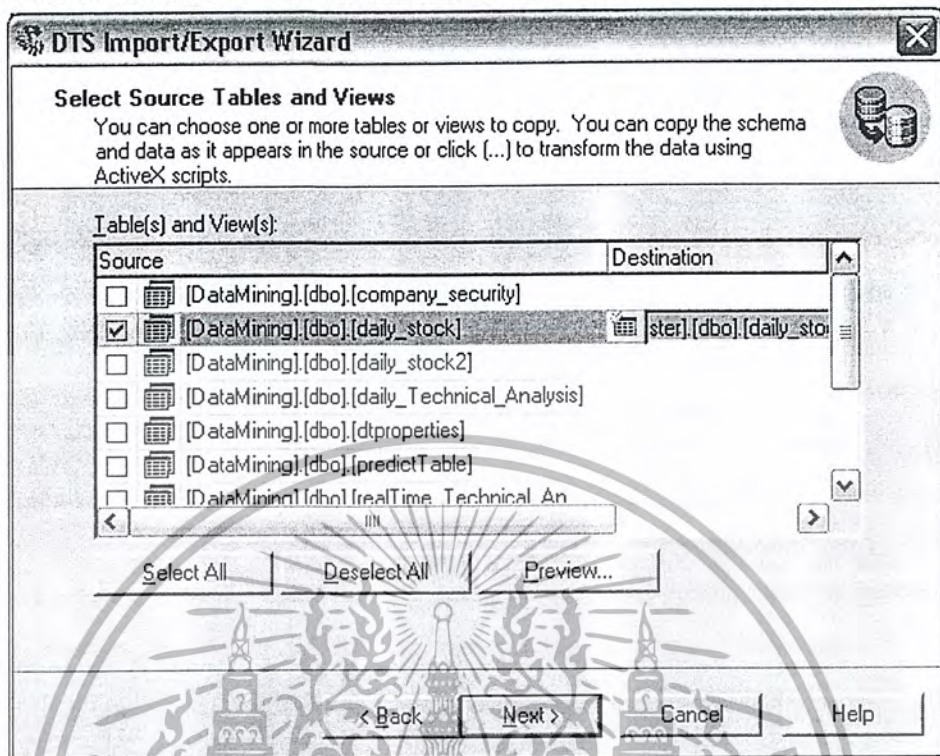 DTS Import/Export Wizard
Select Source Tables and Views
You can choose one or more tables or views to copy. You can copy the schema
and data as it appears in the source or click (...) to transform the data using
ActiveX scripts.
Table(s) and View(s):
Source Destination
[DataMining].[dbo].[company_security]
[DataMining].[dbo].[daily_stock] ster].[dbo].[daily_sto
[DataMining].[dbo].[daily_stock2]
[DataMining].[dbo].[daily_Technical_Analysis]
[DataMining].[dbo].[dtproperties]
[DataMining].[dbo].[predictTable]
[DataMining].[dbo].[realTime_Technical_An
Select All Deselect All Preview...
< Back Next > Cancel Help